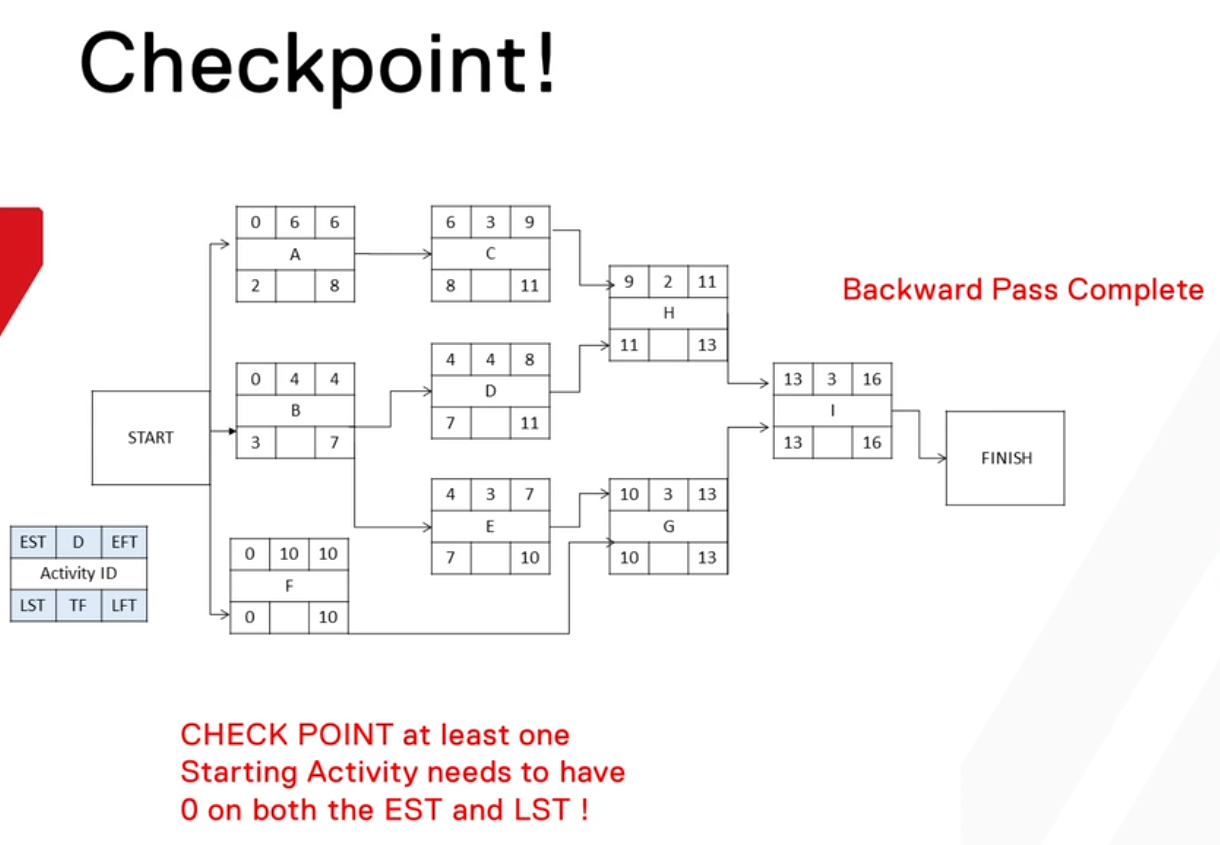 Checkpoint!
0 6 6
A
2 8
6 3 9
C
8 11
9 2 11
H
11 13
Backward Pass Complete
4 4 8
D
7 11
0 4 4
B
3 7
13 3 16
I
13 16
START
FINISH
4 3 7
E
7 10
10 3 13
G
10 13
EST D EFT
Activity ID
LST TF LFT
0 10 10
F
0 10
CHECK POINT at least one
Starting Activity needs to have
0 on both the EST and LST !